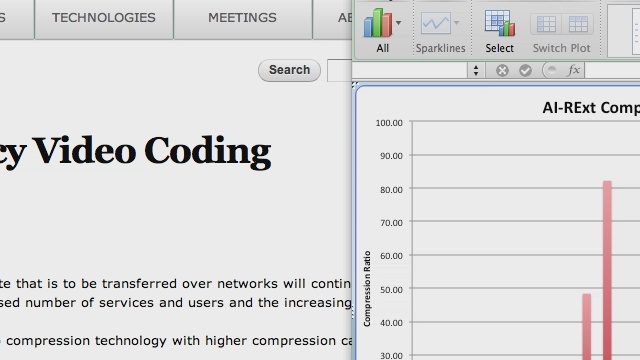 S TECHNOLOGIES MEETINGS AB
Search
cy Video Coding
te that is to be transferred over networks will contin
sed number of services and users and the increasing
compression technology with higher compression ca
All Sparklines Select Switch Plot
fx
AI-RExt Comp
100.00
90.00
80.00
70.00
60.00
50.00
40.00
30.00
Compression Ratio